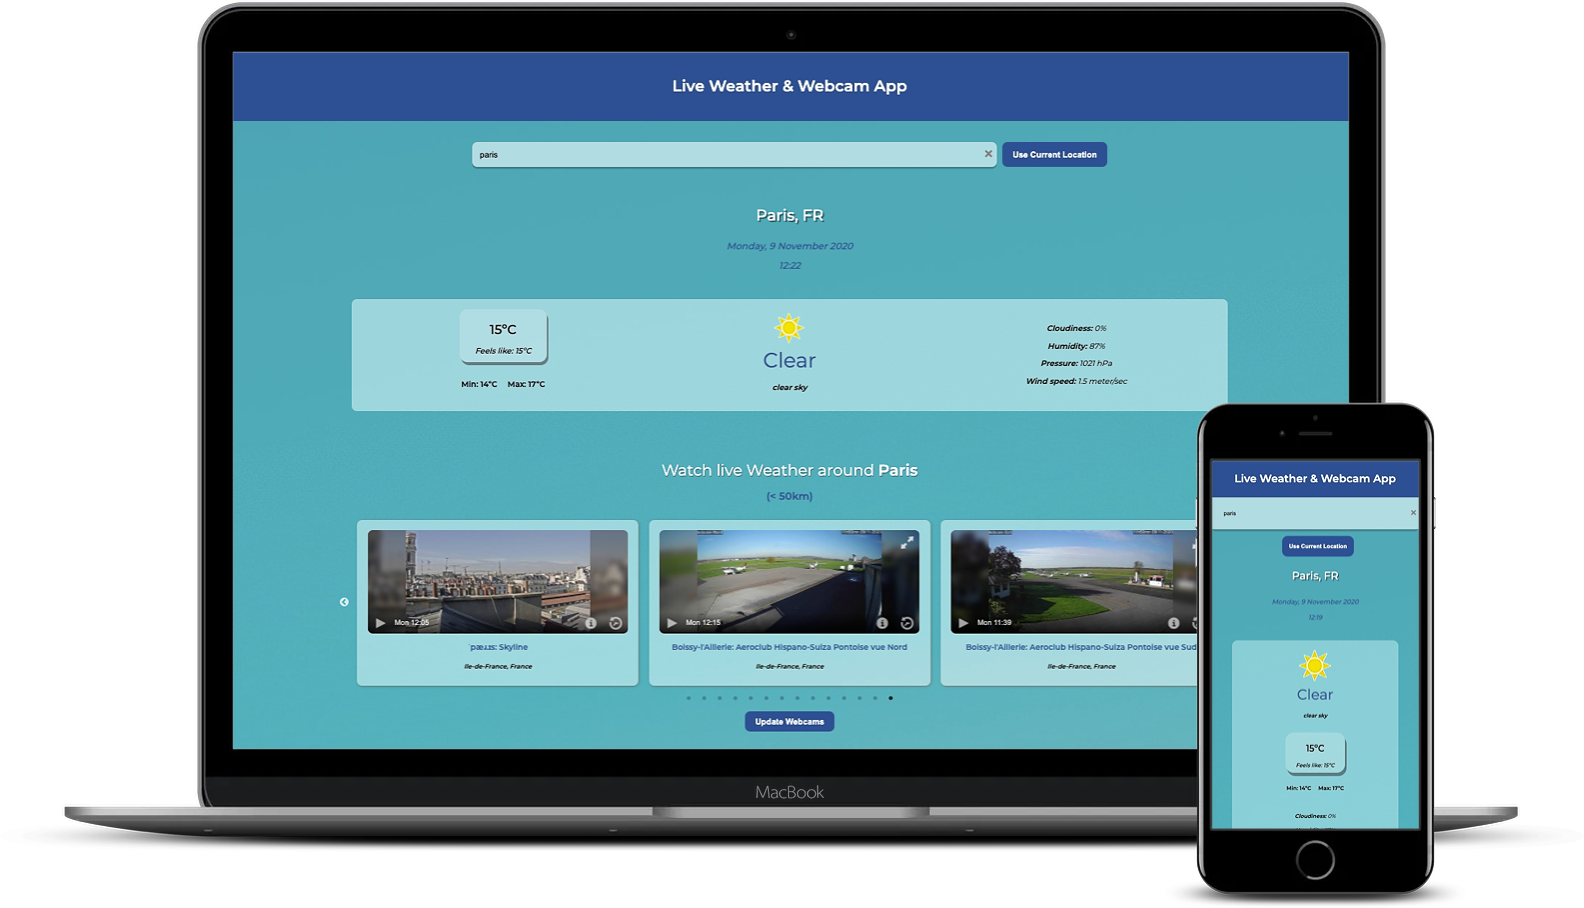 Live Weather & Webcam App
paris
Use Current Location
Paris, FR
Monday, 9 November 2020
12:22
15°C
Feels like: 15°C
Min: 14°C Max: 17°C
Clear
clear sky
Cloudiness: 0%
Humidity: 87%
Pressure: 1021 hPa
Wind speed: 1.5 meter/sec
Watch live Weather around Paris
(< 50km)
Mon 12:05
'pæɹɪs: Skyline
Ile-de-France, France
Mon 12:15
Boissy-l'Aillerie: Aeroclub Hispano-Suiza Pontoise vue Nord
Ile-de-France, France
Mon 11:39
Boissy-l'Aillerie: Aeroclub Hispano-Suiza Pontoise vue Sud
Ile-de-France, France
Update Webcams
MacBook
Live Weather & Webcam App
paris
Use Current Location
Paris, FR
Monday, 9 November 2020
12:19
Clear
clear sky
15°C
Feels like: 15°C
Min: 14°C Max: 17°C
Cloudiness: 0%